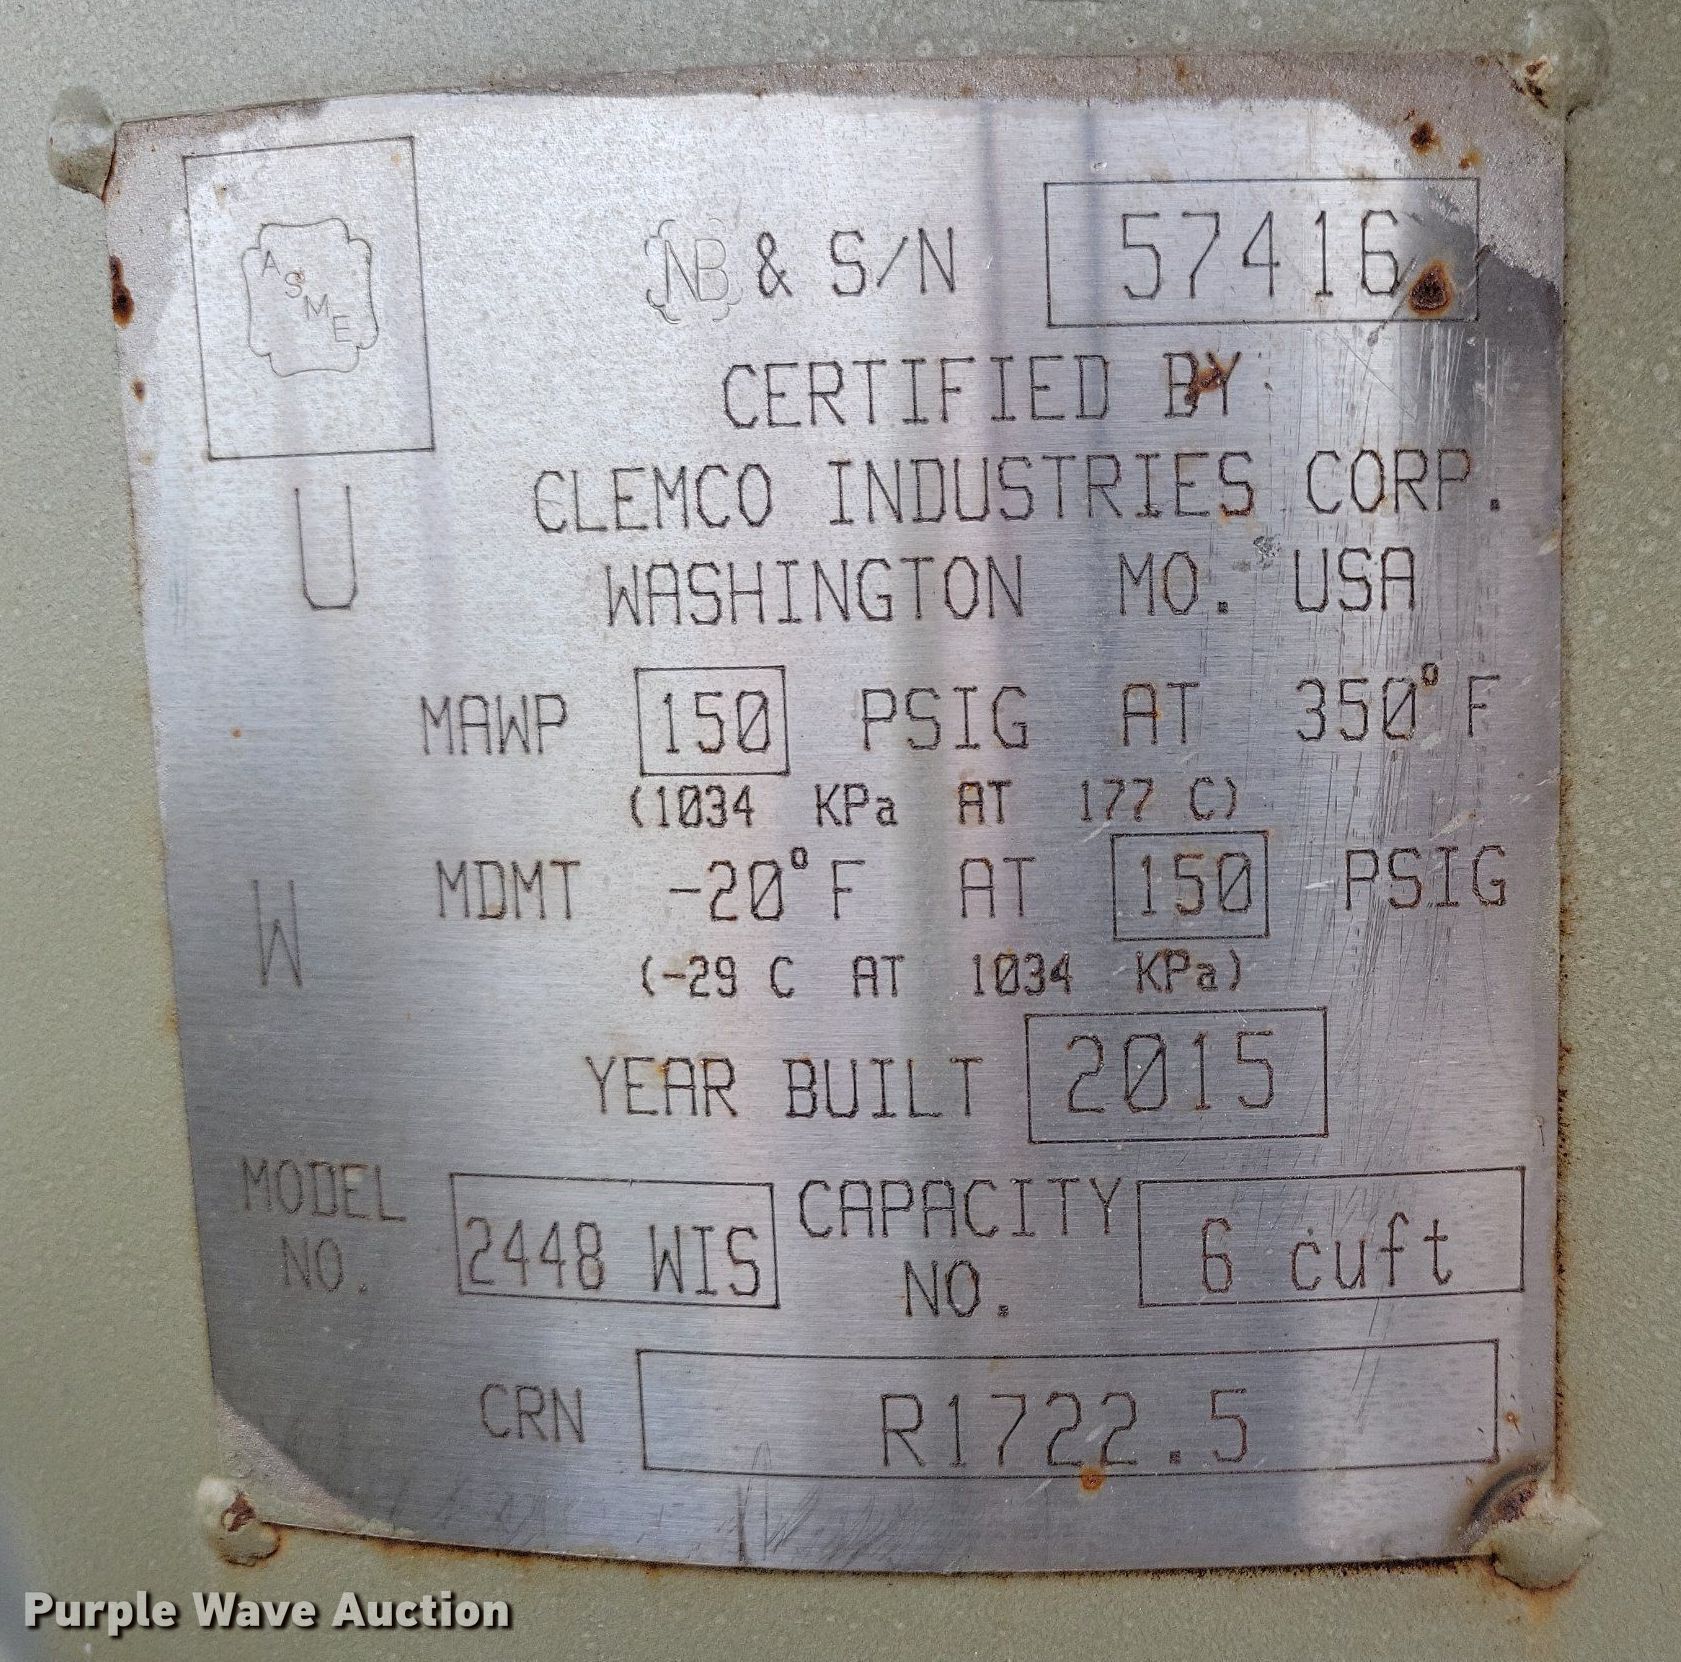 ASME
NB & S/N 57416
CERTIFIED BY
CLEMCO INDUSTRIES CORP.
U
WASHINGTON MO. USA
MAWP 150 PSIG AT 350°F
(1034 KPa AT 177 C)
W
MDMT -20°F AT 150 PSIG
(-29 C AT 1034 KPa)
YEAR BUILT 2015
MODEL NO. 2448 WIS CAPACITY NO. 6 cuft
CRN R1722.5
Purple Wave Auction